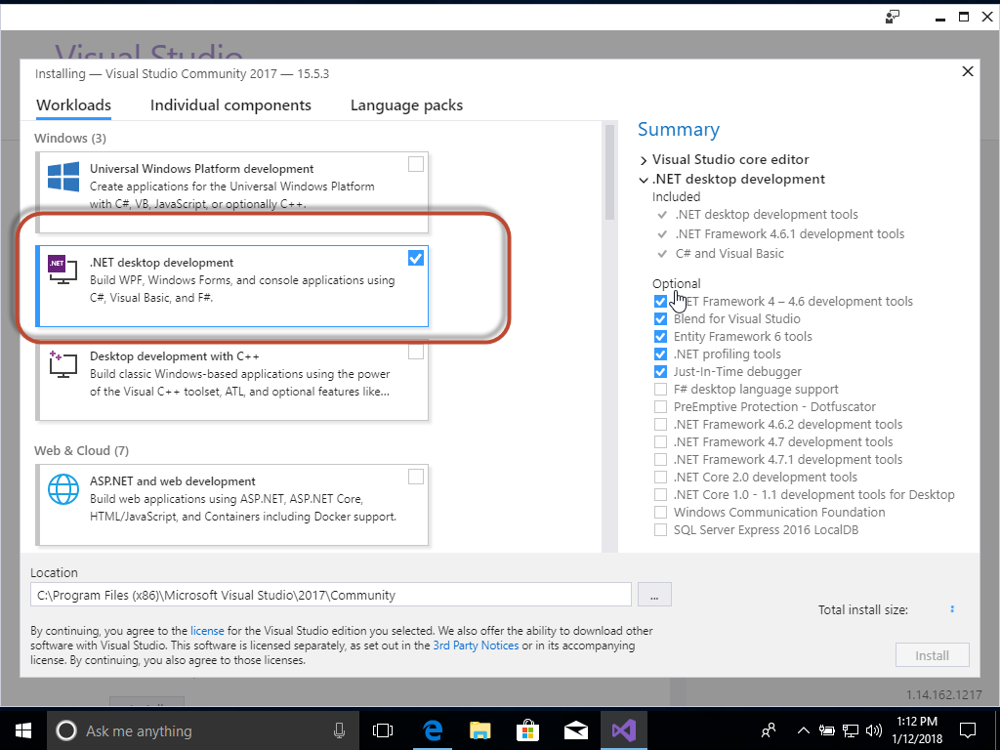 Visual Studio
Installing — Visual Studio Community 2017 — 15.5.3
Workloads
Individual components
Language packs
Windows (3)
Universal Windows Platform development
Create applications for the Universal Windows Platform
with C#, VB, JavaScript, or optionally C++.
.NET
.NET desktop development
Build WPF, Windows Forms, and console applications using
C#, Visual Basic, and F#.
Desktop development with C++
Build classic Windows-based applications using the power
of the Visual C++ toolset, ATL, and optional features like...
Web & Cloud (7)
ASP.NET and web development
Build web applications using ASP.NET, ASP.NET Core,
HTML/JavaScript, and Containers including Docker support.
Summary
Visual Studio core editor
.NET desktop development
Included
.NET desktop development tools
.NET Framework 4.6.1 development tools
C# and Visual Basic
Optional
.NET Framework 4 – 4.6 development tools
Blend for Visual Studio
Entity Framework 6 tools
.NET profiling tools
Just-In-Time debugger
F# desktop language support
PreEmptive Protection - Dotfuscator
.NET Framework 4.6.2 development tools
.NET Framework 4.7 development tools
.NET Framework 4.7.1 development tools
.NET Core 2.0 development tools
.NET Core 1.0 - 1.1 development tools for Desktop
Windows Communication Foundation
SQL Server Express 2016 LocalDB
Location
C:\Program Files (x86)\Microsoft Visual Studio\2017\Community
...
By continuing, you agree to the license for the Visual Studio edition you selected. We also offer the ability to download other
software with Visual Studio. This software is licensed separately, as set out in the 3rd Party Notices or in its accompanying
license. By continuing, you also agree to those licenses.
Total install size:
Install
1.14.162.1217
Ask me anything
1:12 PM
1/12/2018